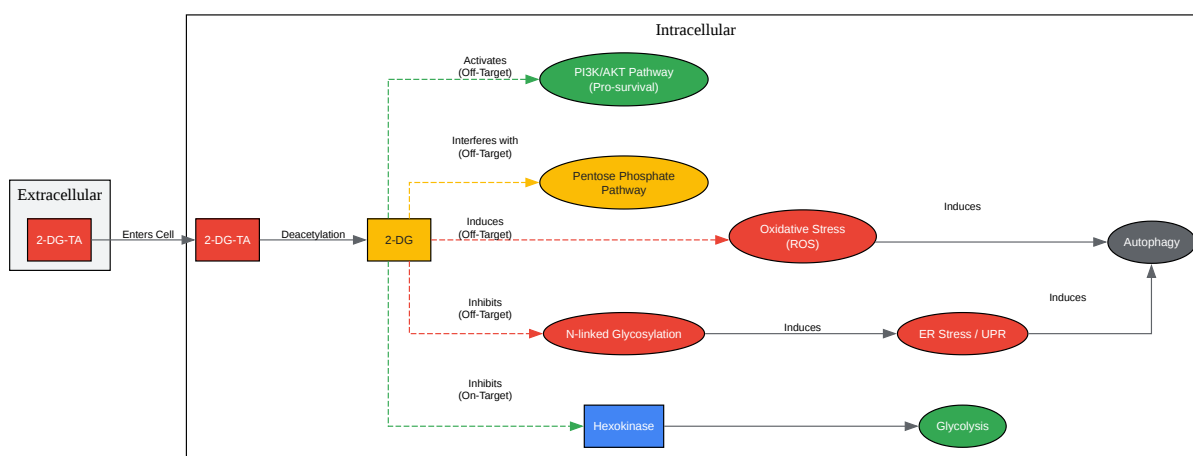 Intracellular
Activates
(Off-Target)
PI3K/AKT Pathway
(Pro-survival)
Interferes with
(Off-Target)
Pentose Phosphate
Pathway
Extracellular
2-DG-TA
Enters Cell
2-DG-TA
Deacetylation
2-DG
Induces
(Off-Target)
Oxidative Stress
(ROS)
Induces
Autophagy
Inhibits
(Off-Target)
N-linked Glycosylation
Induces
ER Stress / UPR
Induces
Inhibits
(On-Target)
Hexokinase
Glycolysis